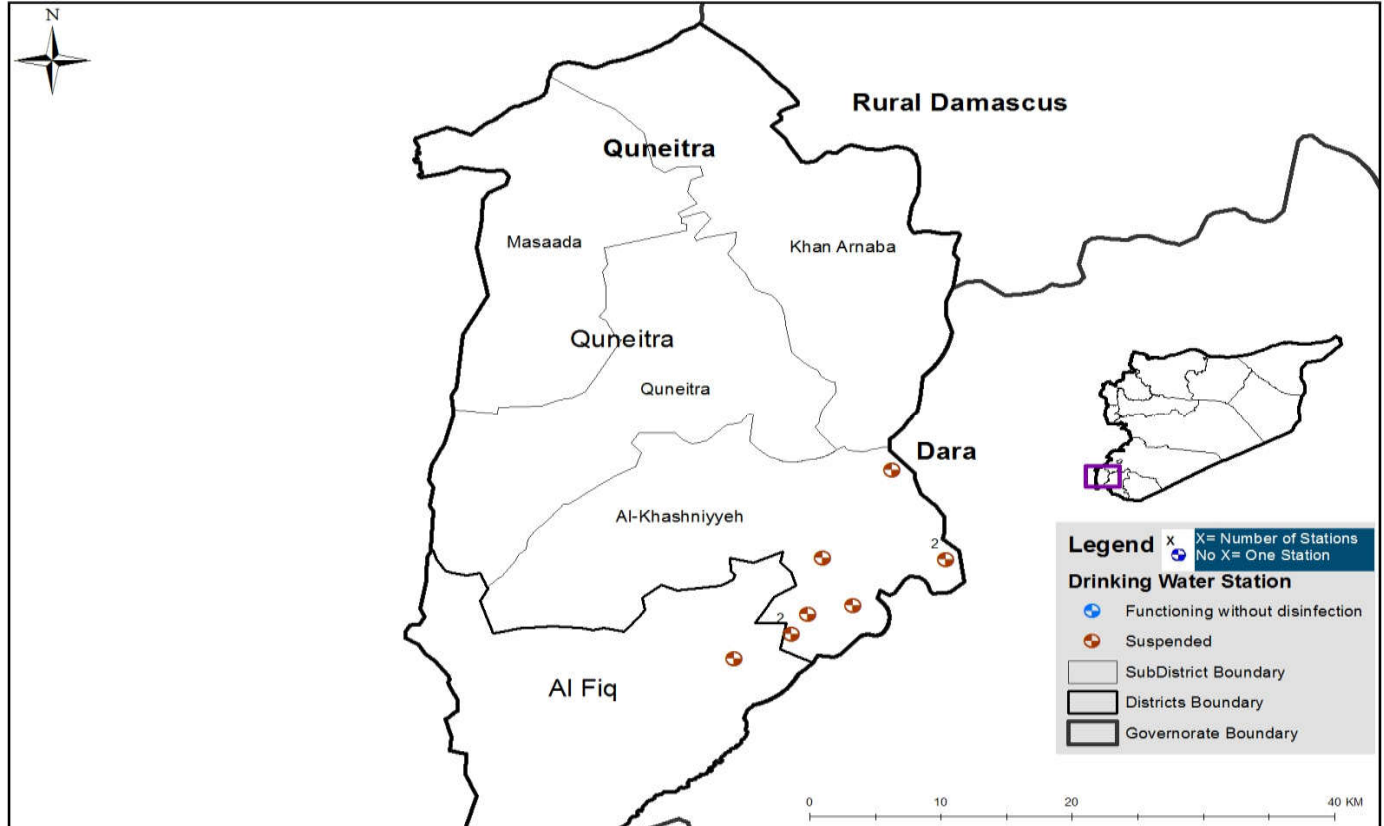 N
Rural Damascus
Quneitra
Masaada
Khan Arnaba
Quneitra
Quneitra
Dara
Al-Khashniyyeh
2
2
Al Fiq
Legend
X
X= Number of Stations
No X= One Station
Drinking Water Station
Functioning without disinfection
Suspended
SubDistrict Boundary
Districts Boundary
Governorate Boundary
0 10 20 40 KM